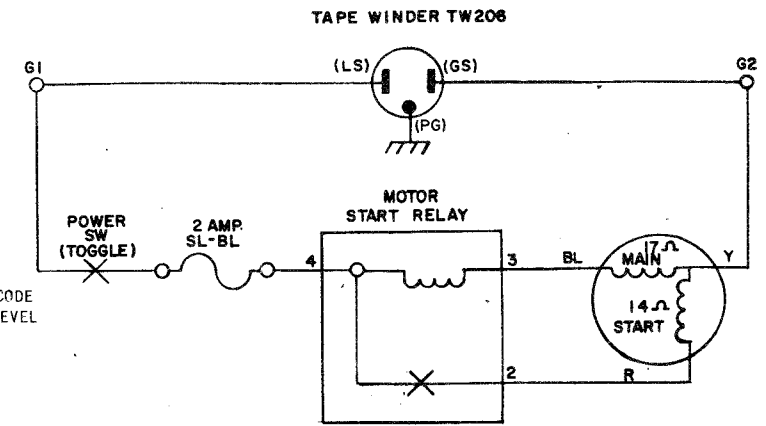 TAPE WINDER TW206
G1
(LS)
(GS)
G2
(PG)
MOTOR
START RELAY
POWER
SW
(TOGGLE)
2 AMP.
SL-BL
4
3
BL
17Ω
MAIN
Y
14Ω
START
CODE
EVEL
2
R